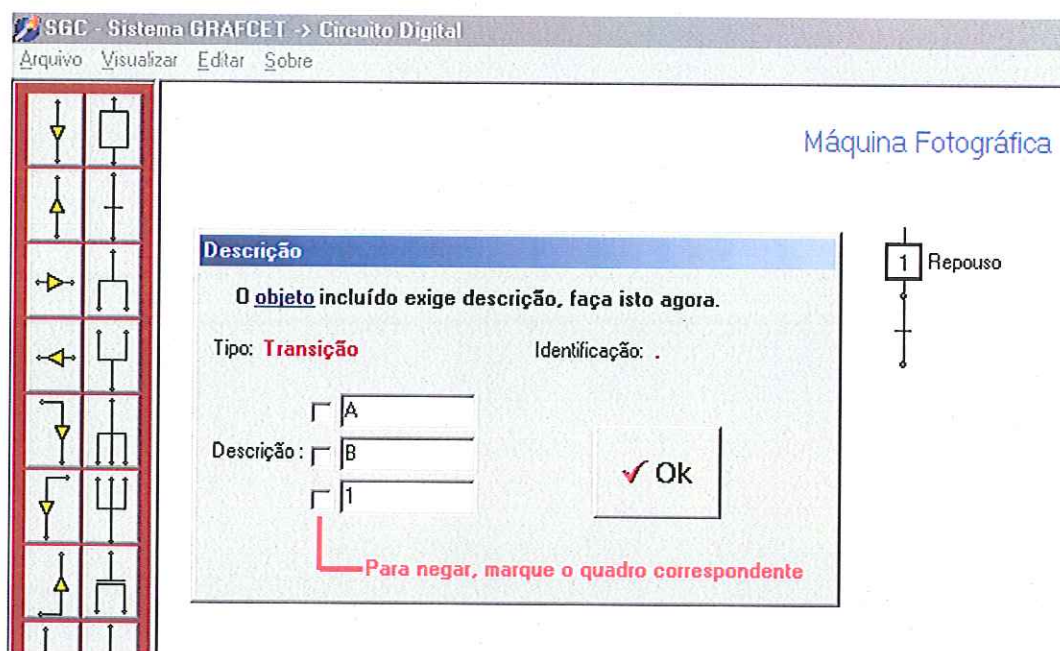 SGC - Sistema GRAFCET -> Circuito Digital
Arquivo Visualizar Editar Sobre
Máquina Fotográfica
1 Repouso
Descrição
O objeto incluído exige descrição, faça isto agora.
Tipo: Transição Identificação: .
A
Descrição : B
1
Ok
Para negar, marque o quadro correspondente